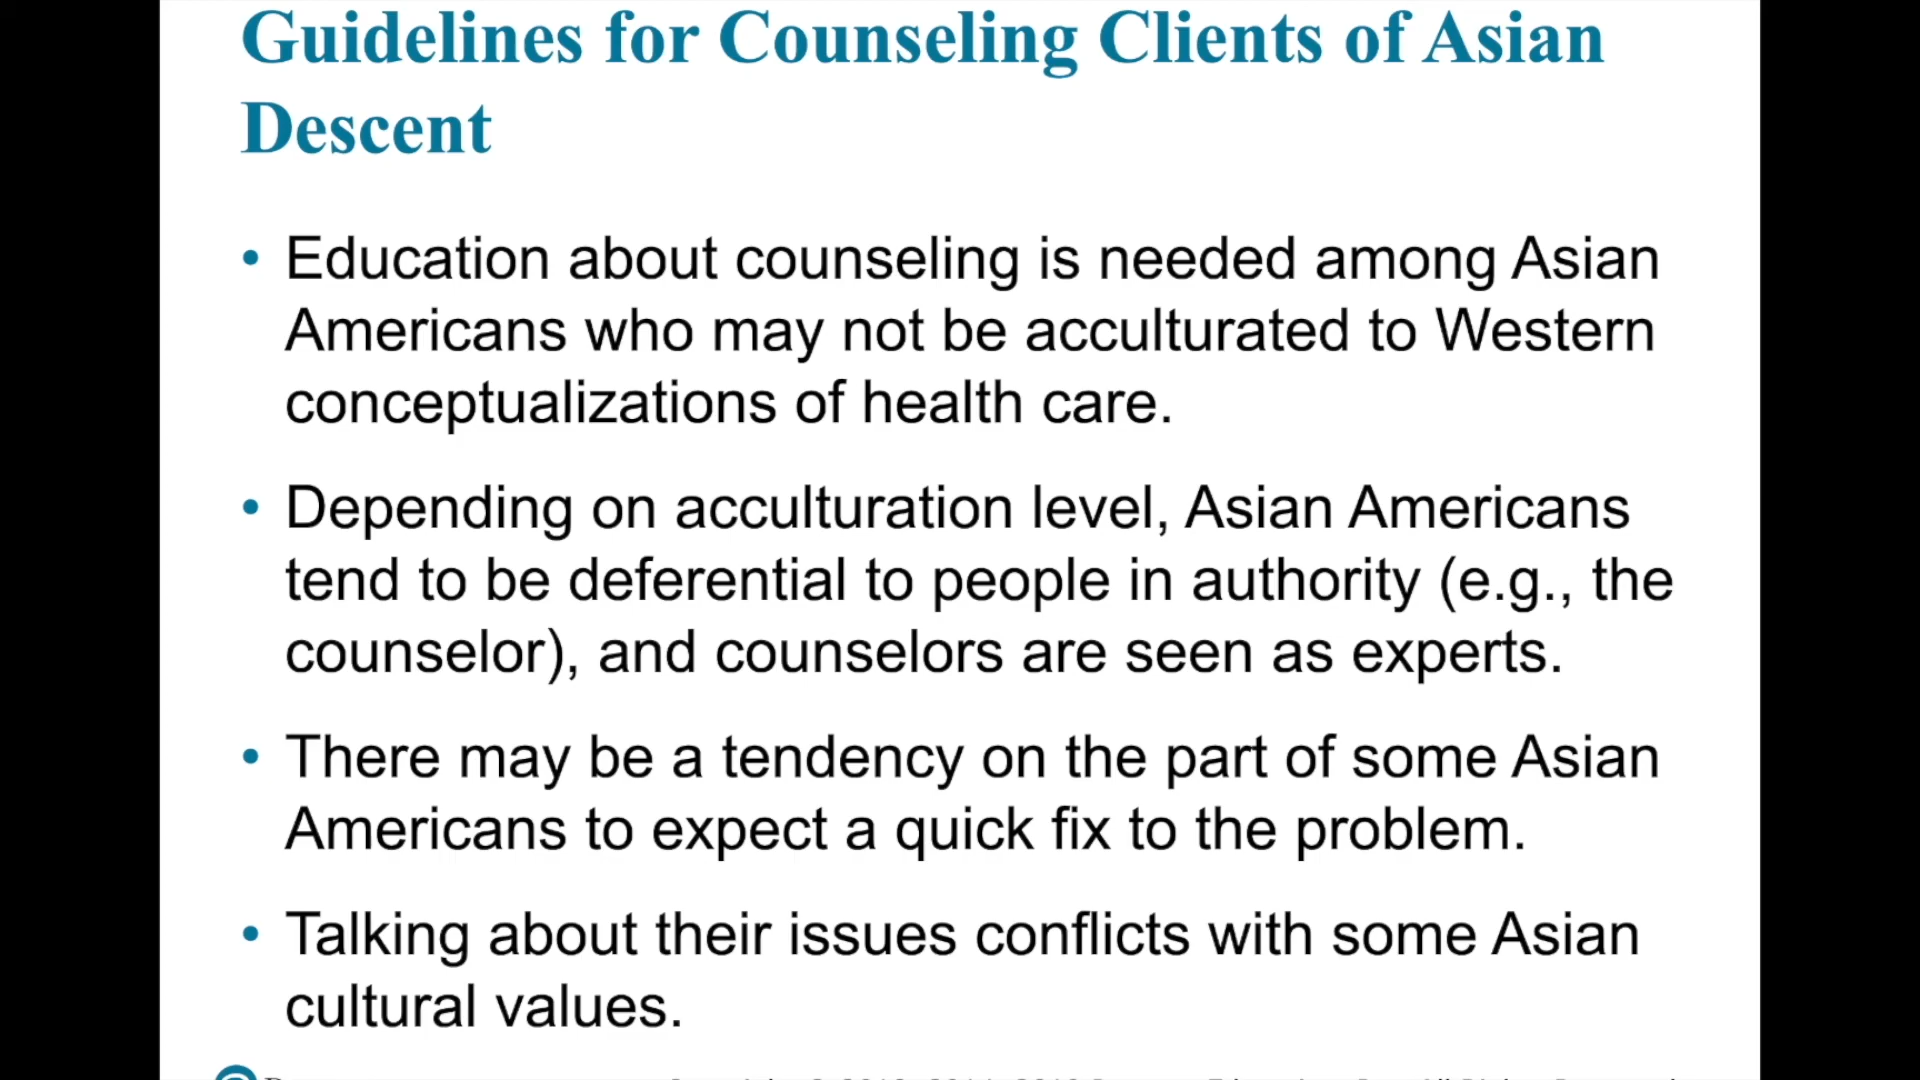 Guidelines for Counseling Clients of Asian
Descent
• Education about counseling is needed among Asian
Americans who may not be acculturated to Western
conceptualizations of health care.
• Depending on acculturation level, Asian Americans
tend to be deferential to people in authority (e.g., the
counselor), and counselors are seen as experts.
• There may be a tendency on the part of some Asian
Americans to expect a quick fix to the problem.
• Talking about their issues conflicts with some Asian
cultural values.